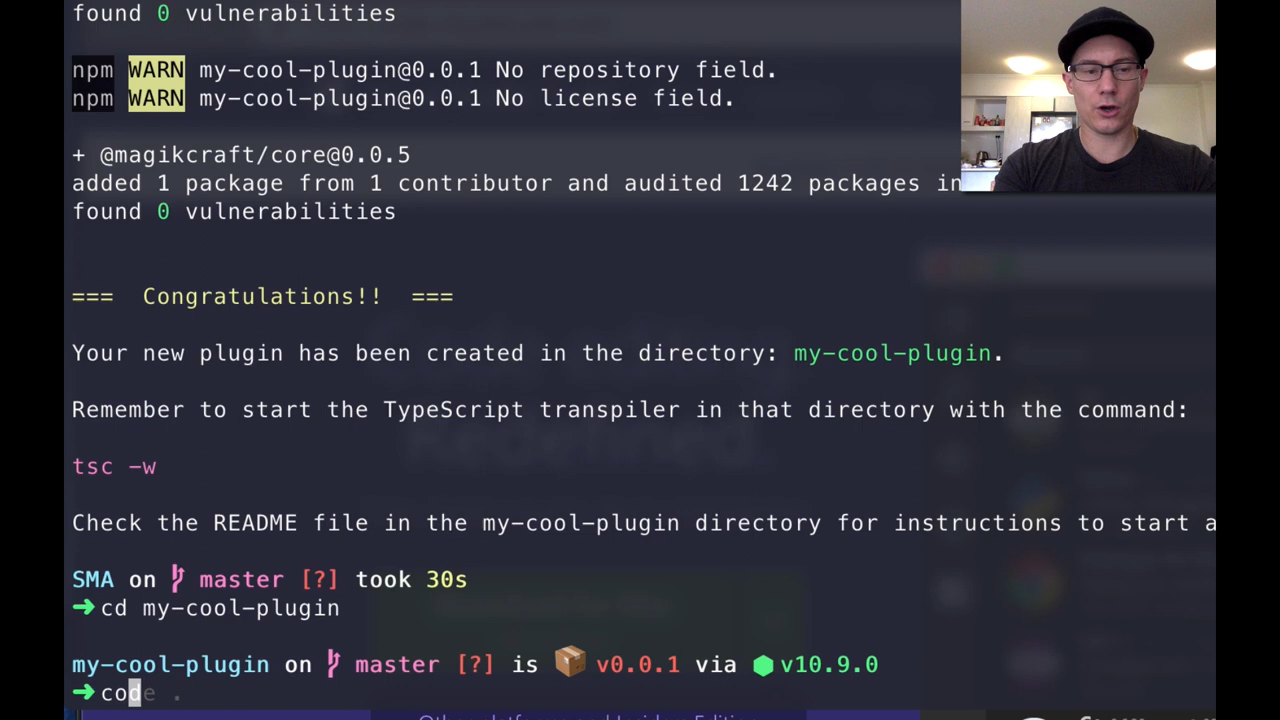 found 0 vulnerabilities
npm WARN my-cool-plugin@0.0.1 No repository field.
npm WARN my-cool-plugin@0.0.1 No license field.
+ @magikcraft/core@0.0.5
added 1 package from 1 contributor and audited 1242 packages in
found 0 vulnerabilities
=== Congratulations!! ===
Your new plugin has been created in the directory: my-cool-plugin.
Remember to start the TypeScript transpiler in that directory with the command:
tsc -w
Check the README file in the my-cool-plugin directory for instructions to start a
SMA on master [?] took 30s
➜ cd my-cool-plugin
my-cool-plugin on master [?] is 📦 v0.0.1 via ⬢ v10.9.0
➜ code .